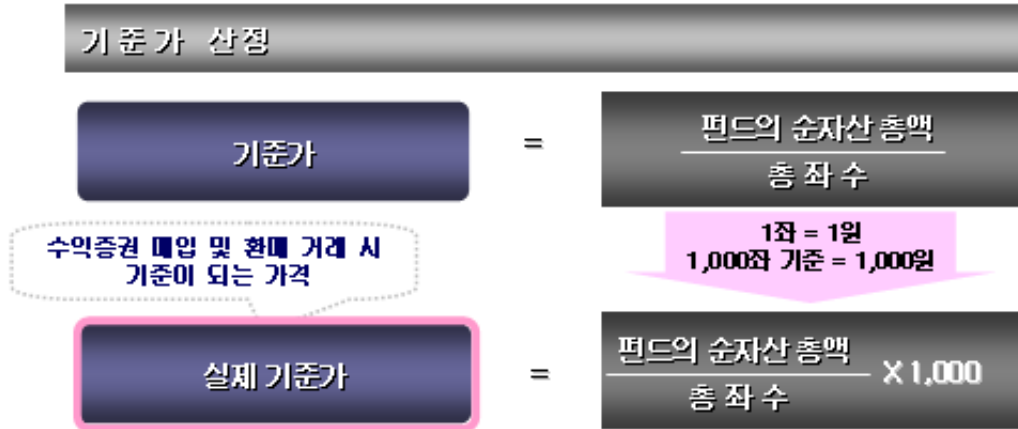 기준가 산정
기준가
=
펀드의 순자산 총액
총 좌 수
수익증권 매입 및 환매 거래 시
기준이 되는 가격
1좌 = 1원
1,000좌 기준 = 1,000원
실제 기준가
=
펀드의 순자산 총액
총 좌 수
X 1,000